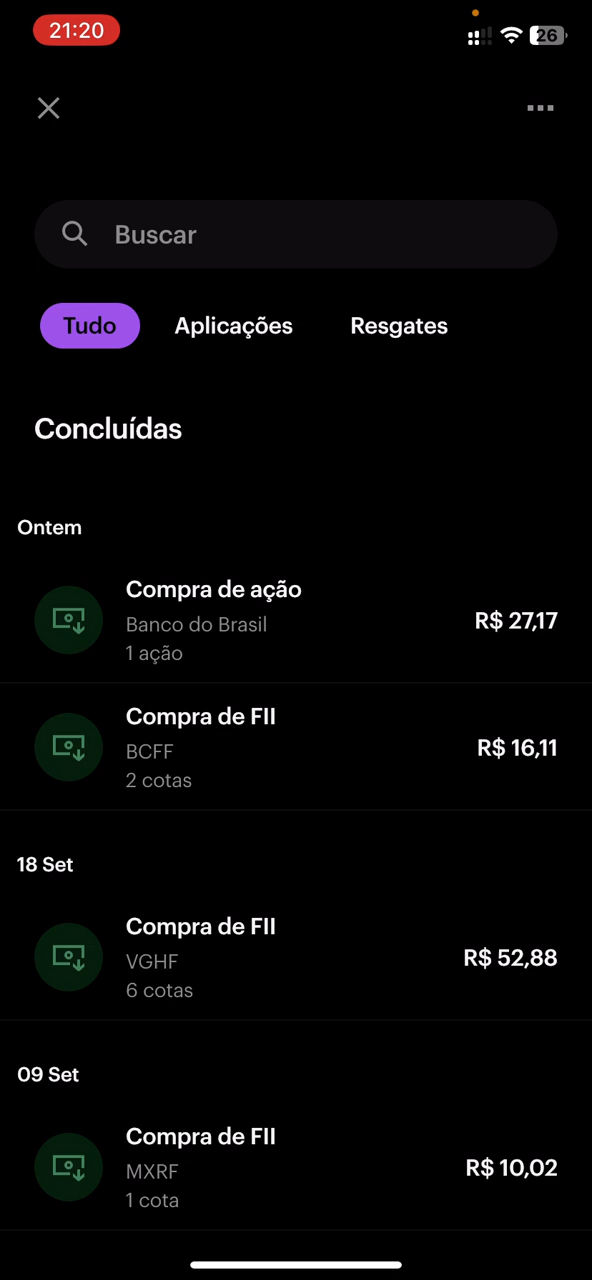 21:20
26
Buscar
Tudo Aplicações Resgates
Concluídas
Ontem
Compra de ação
Banco do Brasil
1 ação
R$ 27,17
Compra de FII
BCFF
2 cotas
R$ 16,11
18 Set
Compra de FII
VGHF
6 cotas
R$ 52,88
09 Set
Compra de FII
MXRF
1 cota
R$ 10,02